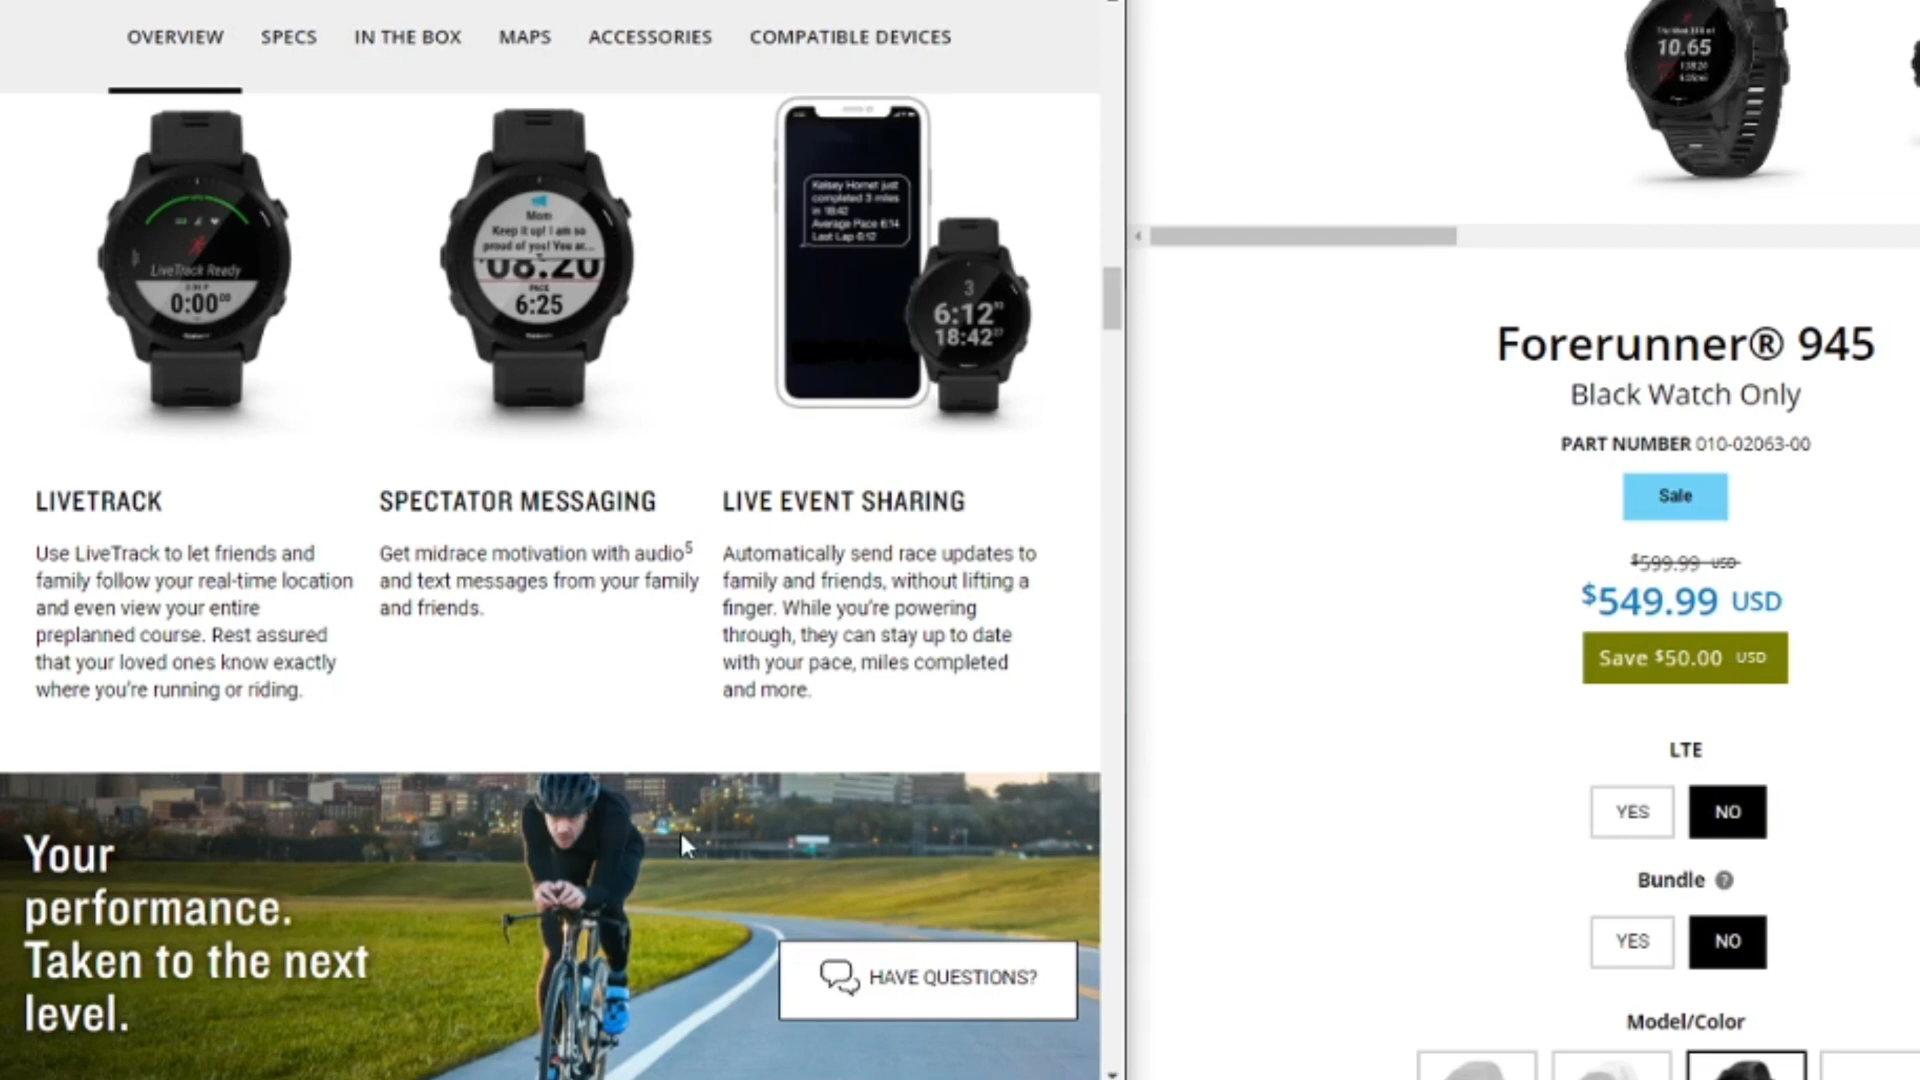 OVERVIEW SPECS IN THE BOX MAPS ACCESSORIES COMPATIBLE DEVICES
LiveTrack Ready
0:00
Mom
Keep it up! I am so
proud of you! You ar...
08:20
PACE
6:25
Kelsey Hornet just
completed 3 miles
in 18:42
Average Pace 6:14
Last Lap 6:12
3
6:12
18:42
LIVETRACK
Use LiveTrack to let friends and
family follow your real-time location
and even view your entire
preplanned course. Rest assured
that your loved ones know exactly
where you’re running or riding.
SPECTATOR MESSAGING
Get midrace motivation with audio5
and text messages from your family
and friends.
LIVE EVENT SHARING
Automatically send race updates to
family and friends, without lifting a
finger. While you’re powering
through, they can stay up to date
with your pace, miles completed
and more.
Your
performance.
Taken to the next
level.
HAVE QUESTIONS?
10.65
Forerunner® 945
Black Watch Only
PART NUMBER 010-02063-00
Sale
$599.99 USD
$549.99 USD
Save $50.00 USD
LTE
YES NO
Bundle ?
YES NO
Model/Color